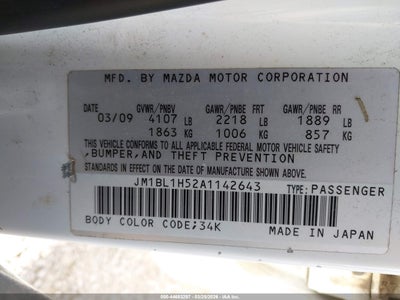 MFD. BY MAZDA MOTOR CORPORATION
DATE GVWR/PNBV GAWR/PNBE FRT GAWR/PNBE RR
03/09 4107 LB 2218 LB 1889 LB
1863 KG 1006 KG 857 KG
THIS VEHICLE CONFORMS TO ALL APPLICABLE FEDERAL MOTOR VEHICLE SAFETY
,BUMPER,AND THEFT PREVENTION
STANDARDS IN EFFECT ON THE DATE OF MANUFACTURE SHOWN ABOVE.
JM1BL1H52A1142643 TYPE:PASSENGER
BODY COLOR CODE;34K MADE IN JAPAN